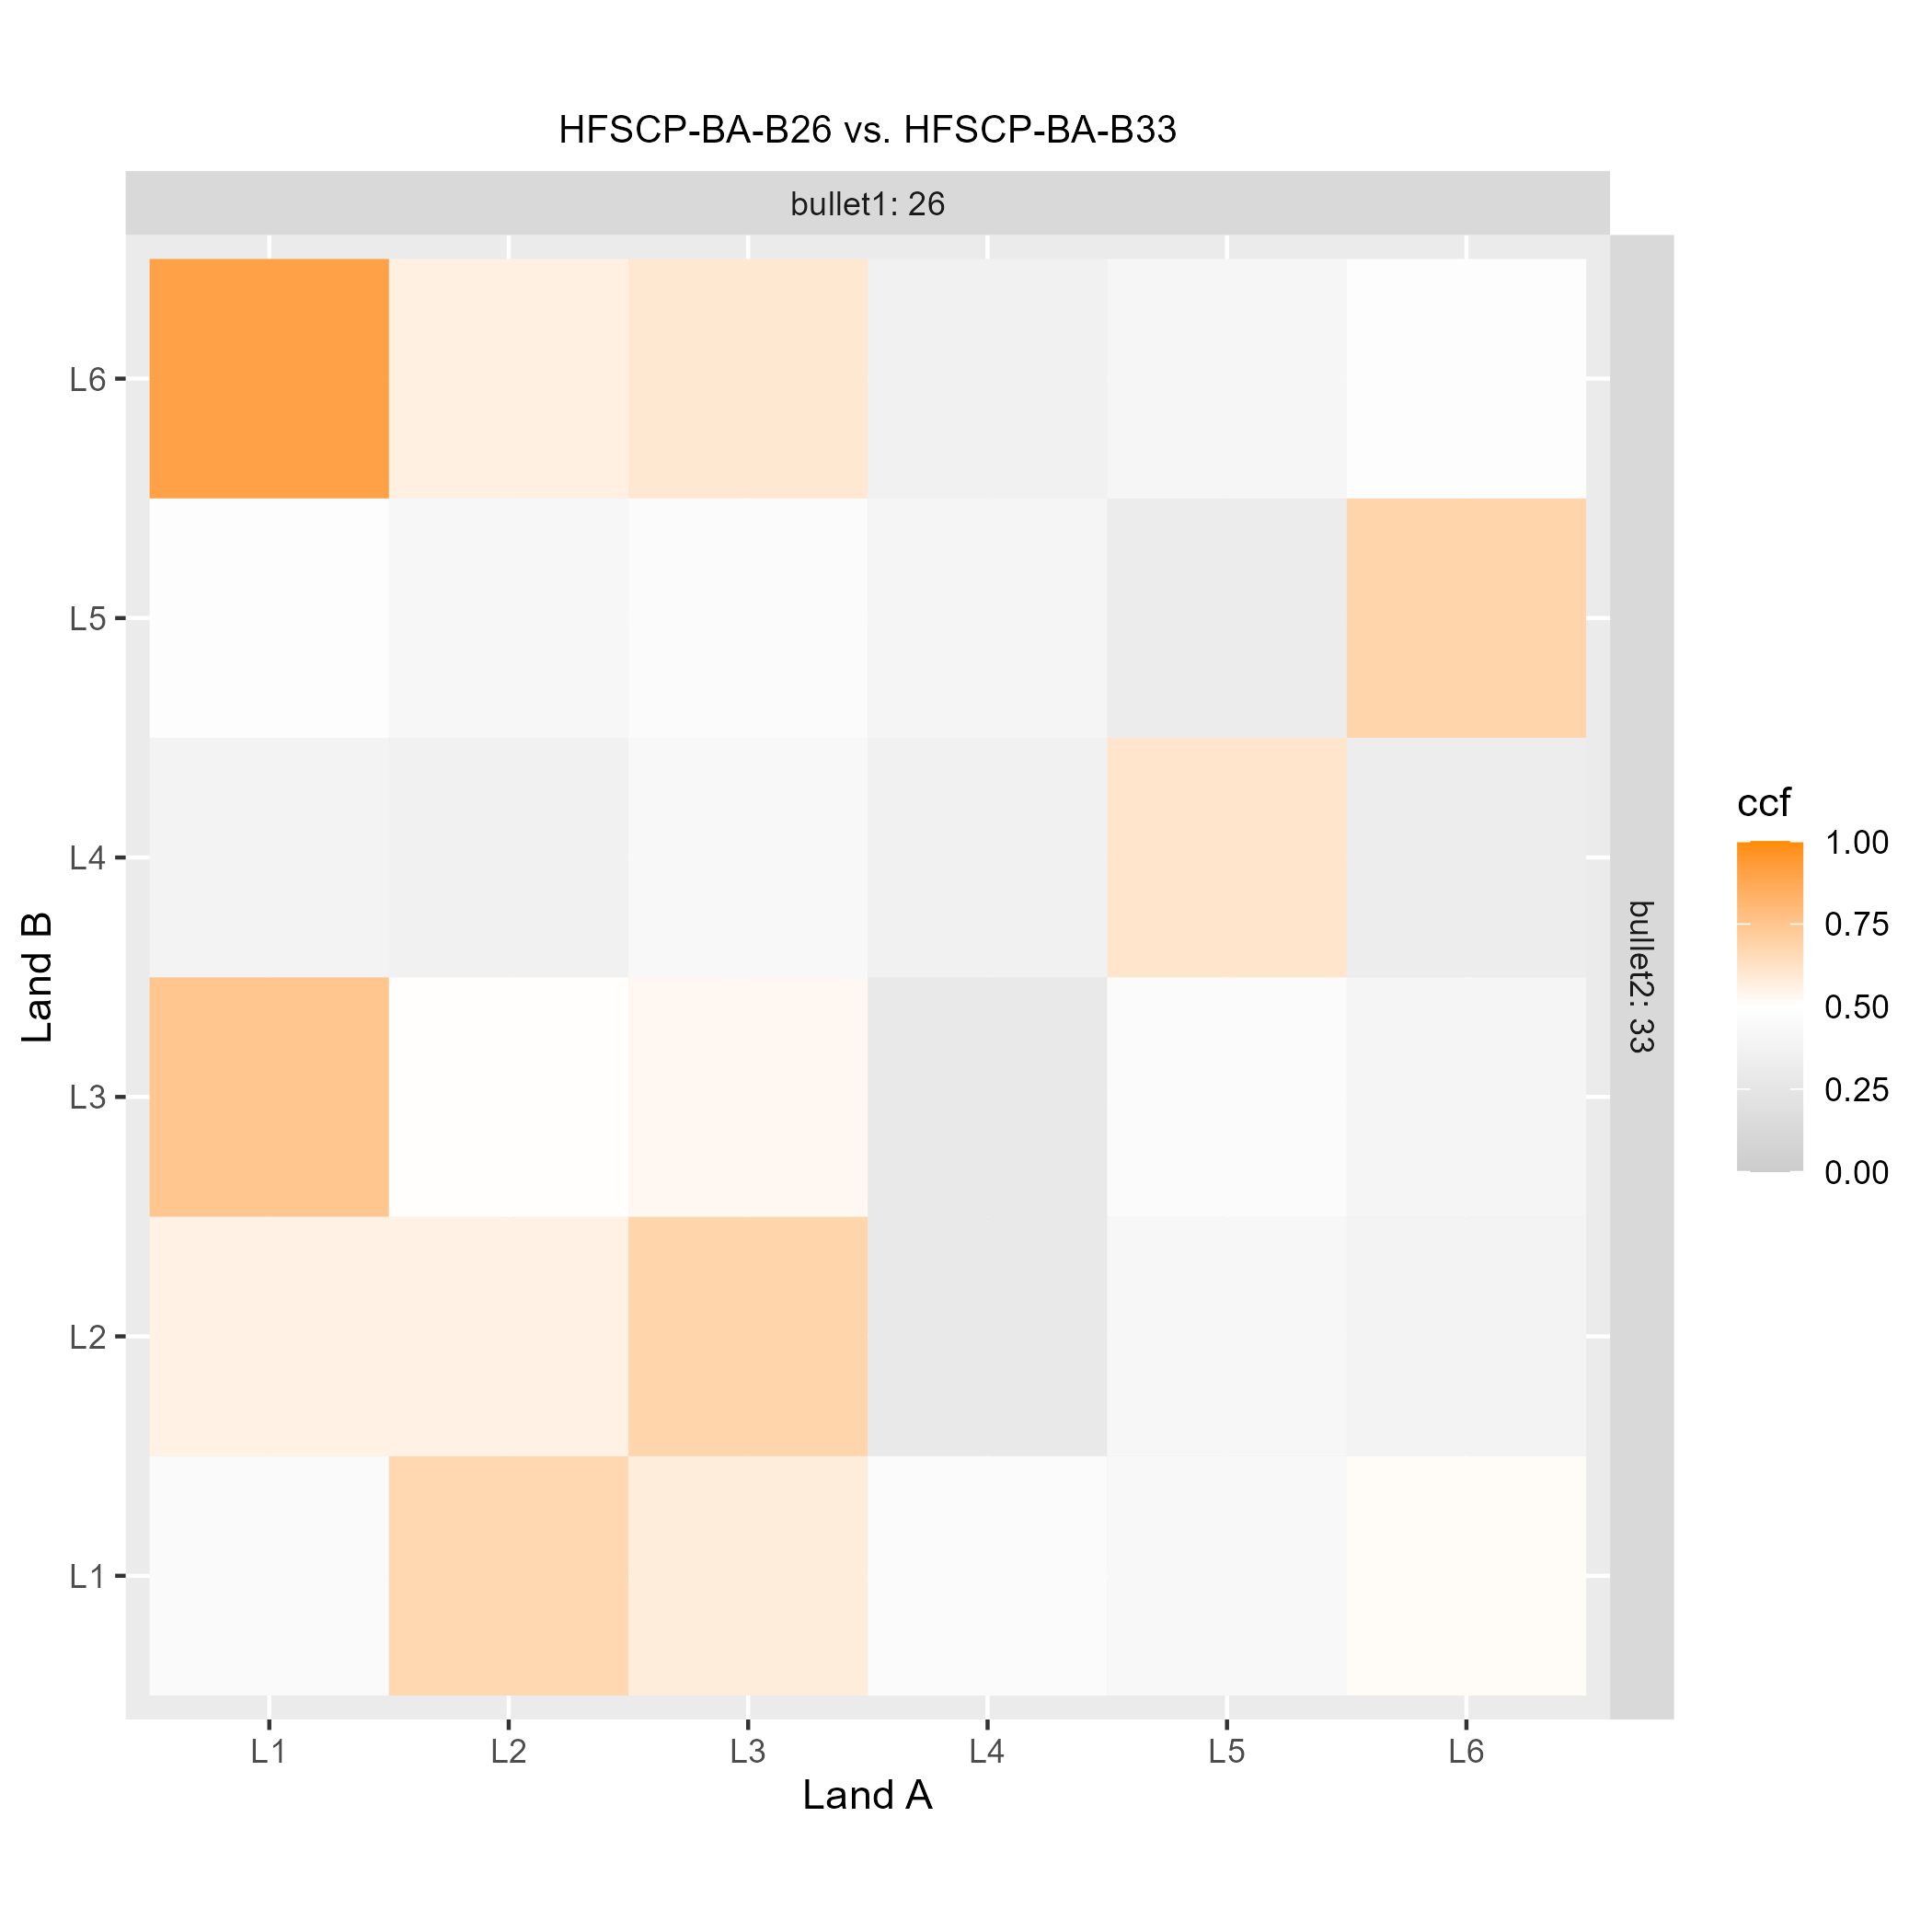 HFSCP-BA-B26 vs. HFSCP-BA-B33
bullet1: 26
L6
L5
L4
L3
L2
L1
Land B
bullet2: 33
L1 L2 L3 L4 L5 L6
Land A
ccf
1.00
0.75
0.50
0.25
0.00